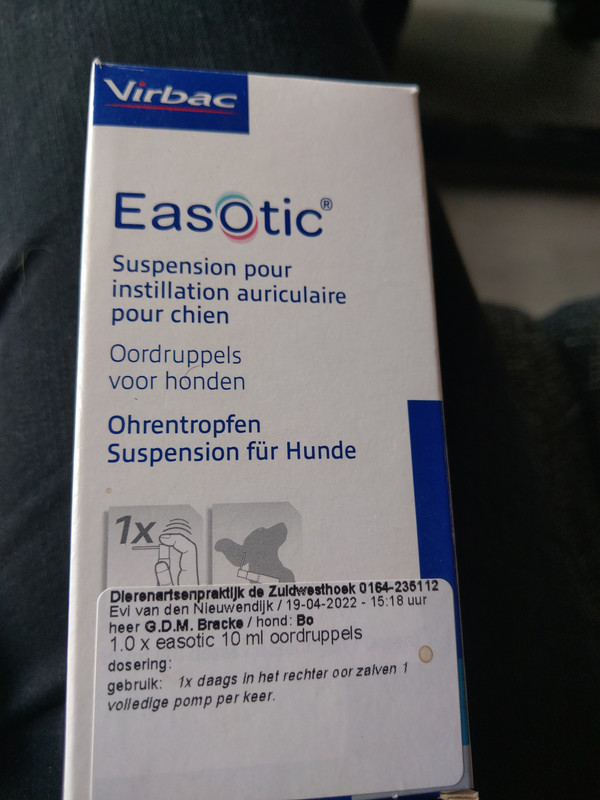 Virbac
Easotic®
Suspension pour
instillation auriculaire
pour chien
Oordruppels
voor honden
Ohrentropfen
Suspension für Hunde
1x
Dierenartsenpraktijk de Zuidwesthoek 0164-235112
Evi van den Nieuwendijk / 19-04-2022 - 15:18 uur
heer G.D.M. Bracke / hond: Bo
1.0 x easotic 10 ml oordruppels
dosering:
gebruik: 1x daags in het rechter oor zalven 1
volledige pomp per keer.